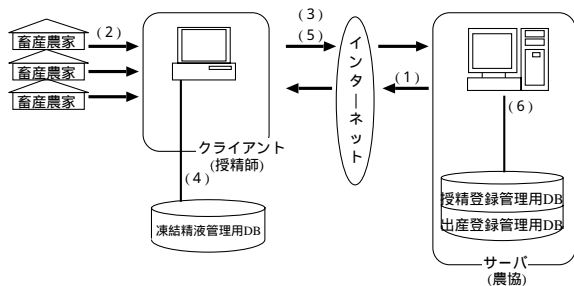 畜産農家
畜産農家
畜産農家
(2)
(3)
(5)
インターネット
(1)
(6)
クライアント
(授精師)
(4)
凍結精液管理用DB
授精登録管理用DB
出産登録管理用DB
サーバ
(農協)